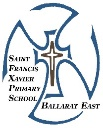 SAINT
FRANCIS
XAVIER
PRIMARY
SCHOOL
BALLARAT EAST